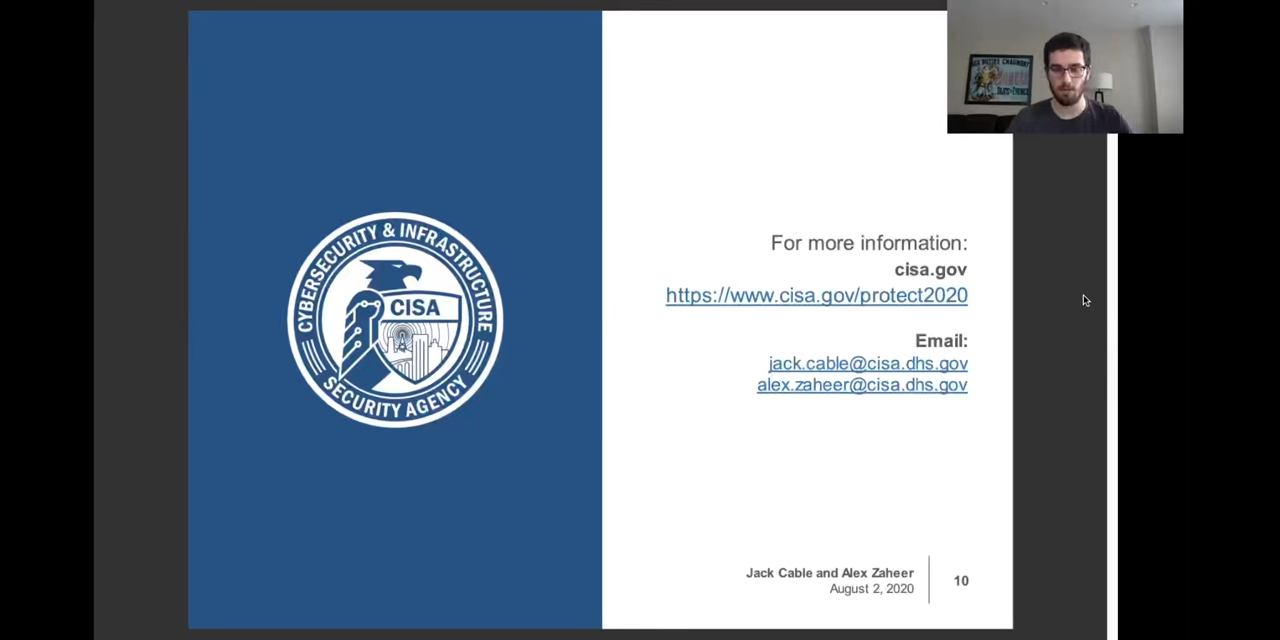 CYBERSECURITY & INFRASTRUCTURE
SECURITY AGENCY
CISA
For more information:
cisa.gov
https://www.cisa.gov/protect2020
Email:
jack.cable@cisa.dhs.gov
alex.zaheer@cisa.dhs.gov
Jack Cable and Alex Zaheer
August 2, 2020
10